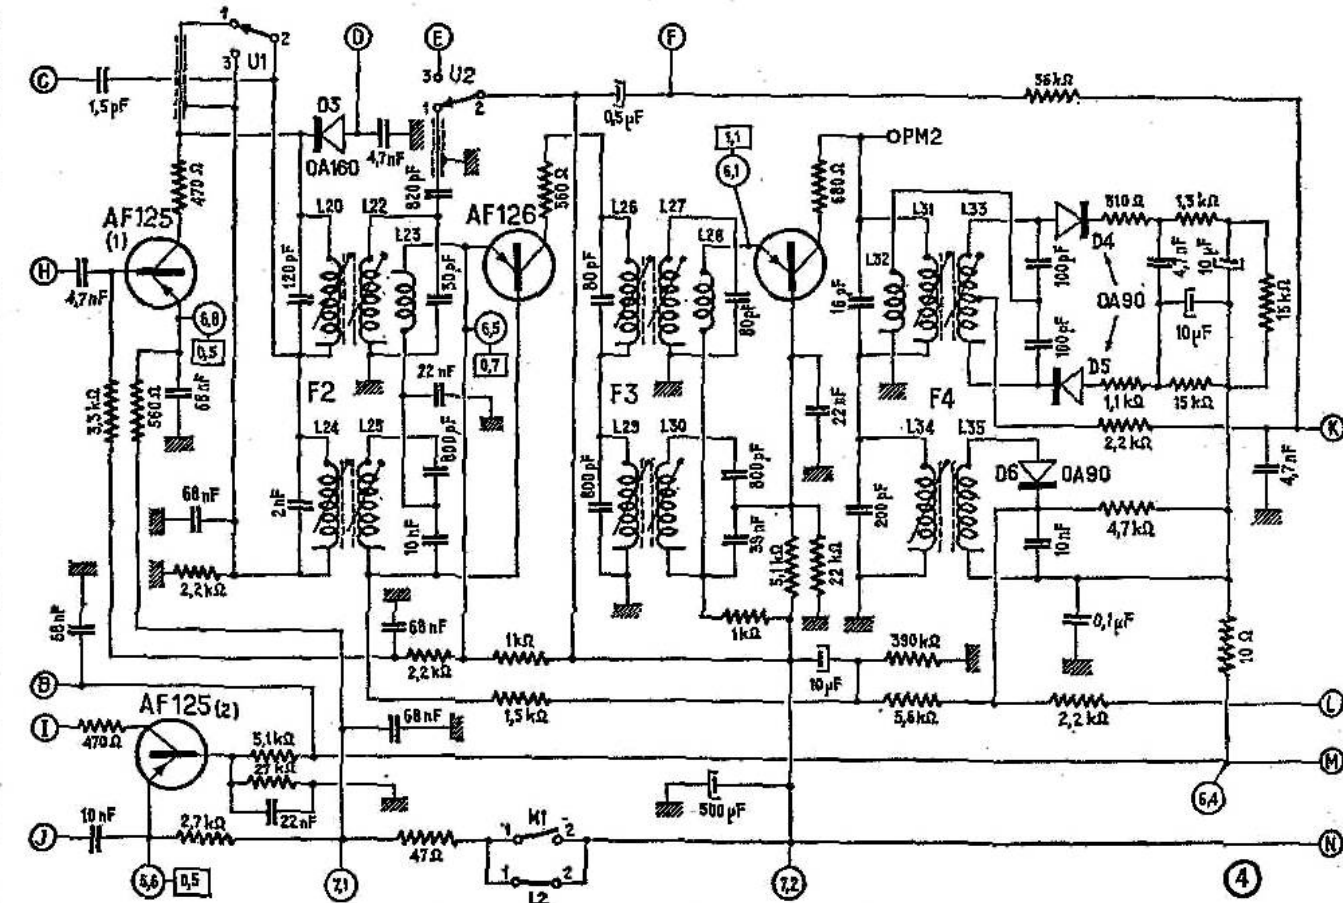 1
2
3
U1
D
E
3
U2
1
2
F
C
1,5pF
D3
OA160
4,7nF
0,5µF
36kΩ
470Ω
820pF
560Ω
1,1
6,1
680Ω
PM2
AF125
(1)
L20
L22
L23
AF126
L26
L27
L28
L31
L33
L32
510Ω
D4
1,3kΩ
H
4,7nF
120pF
30pF
80pF
80pF
16pF
100pF
4,7nF
10µF
OA90
15kΩ
6,8
0,5
6,5
0,7
100pF
10µF
3,3kΩ
560Ω
68nF
F2
22nF
F3
22nF
F4
D5
1,1kΩ
15kΩ
L24
L25
800pF
L29
L30
L34
L35
2,2kΩ
K
68nF
2nF
10nF
800pF
800pF
39nF
200pF
D6
OA90
4,7nF
4,7kΩ
10nF
2,2kΩ
5,1kΩ
22kΩ
68nF
68nF
1kΩ
1kΩ
0,1µF
390kΩ
10Ω
2,2kΩ
10µF
B
AF125(2)
1,5kΩ
5,6kΩ
2,2kΩ
L
I
470Ω
68nF
5,1kΩ
27kΩ
22nF
M
500µF
6,4
J
10nF
2,7kΩ
47Ω
1
2
N
1
2
5,6
0,5
7,1
7,2
4